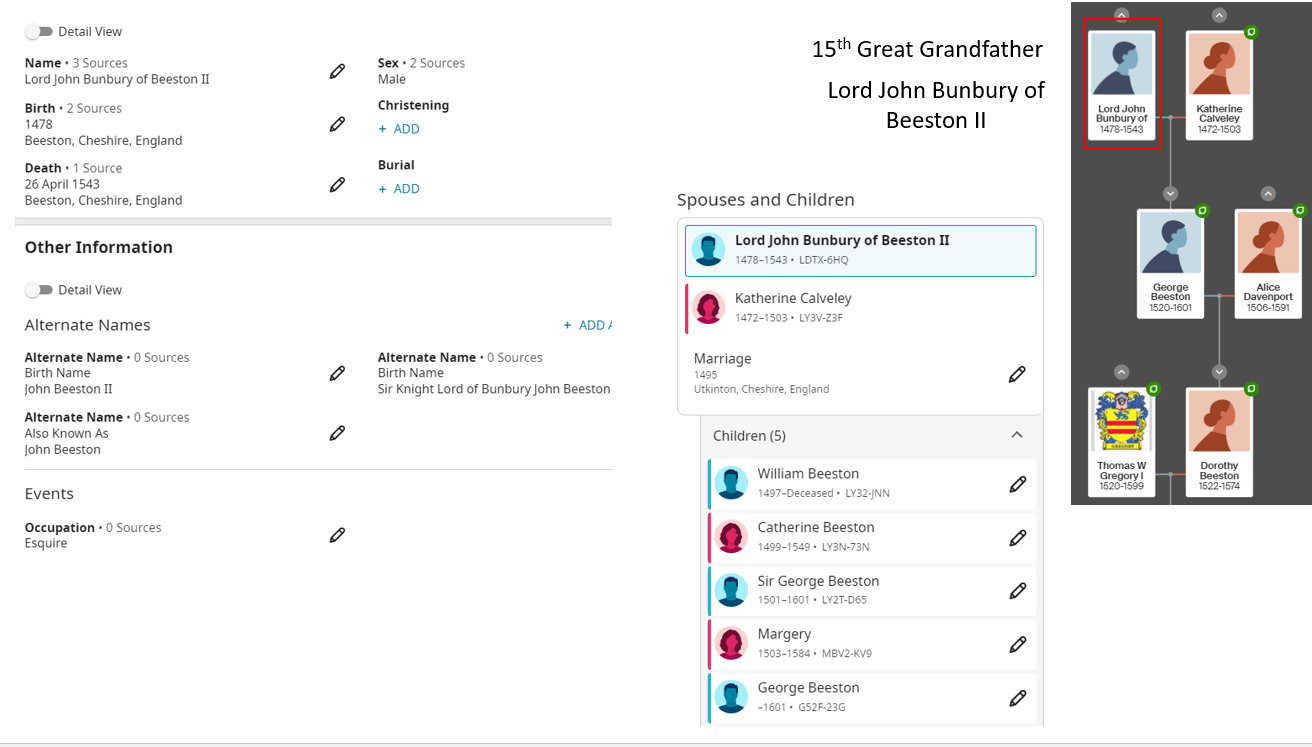 Detail View
Name • 3 Sources
Lord John Bunbury of Beeston II
Sex • 2 Sources
Male
Birth • 2 Sources
1478
Beeston, Cheshire, England
Christening
+ ADD
Death • 1 Source
26 April 1543
Beeston, Cheshire, England
Burial
+ ADD
Other Information
Detail View
Alternate Names
+ ADD A
Alternate Name • 0 Sources
Birth Name
John Beeston II
Alternate Name • 0 Sources
Birth Name
Sir Knight Lord of Bunbury John Beeston
Alternate Name • 0 Sources
Also Known As
John Beeston
Events
Occupation • 0 Sources
Esquire
15th Great Grandfather
Lord John Bunbury of
Beeston II
Spouses and Children
Lord John Bunbury of Beeston II
1478–1543 • LDTX-6HQ
Katherine Calveley
1472–1503 • LY3V-Z3F
Marriage
1495
Utkinton, Cheshire, England
Children (5)
William Beeston
1497–Deceased • LY32-JNN
Catherine Beeston
1499–1549 • LY3N-73N
Sir George Beeston
1501–1601 • LY2T-D65
Margery
1503–1584 • MBV2-KV9
George Beeston
–1601 • G52F-23G
Lord John
Bunbury of
1478-1543
Katherine
Calveley
1472-1503
George
Beeston
1520-1601
Alice
Davenport
1506-1591
GREGORY
Thomas W
Gregory I
1520-1599
Dorothy
Beeston
1522-1574